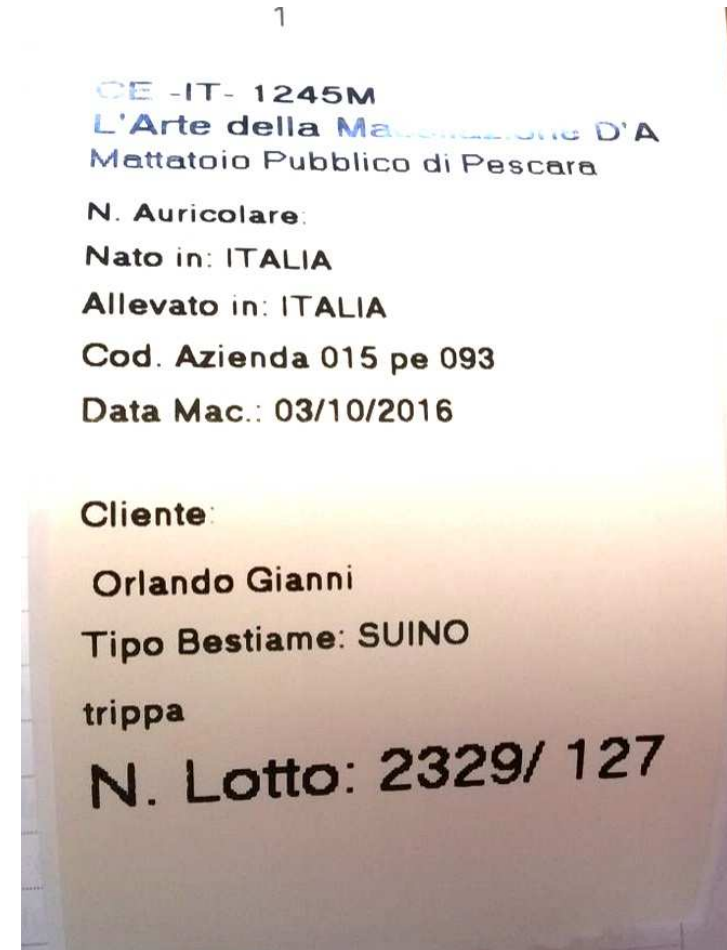 1
CE -IT- 1245M
L'Arte della D'A
Mattatoio Pubblico di Pescara
N. Auricolare:
Nato in: ITALIA
Allevato in: ITALIA
Cod. Azienda 015 pe 093
Data Mac.: 03/10/2016
Cliente:
Orlando Gianni
Tipo Bestiame: SUINO
trippa
N. Lotto: 2329/ 127